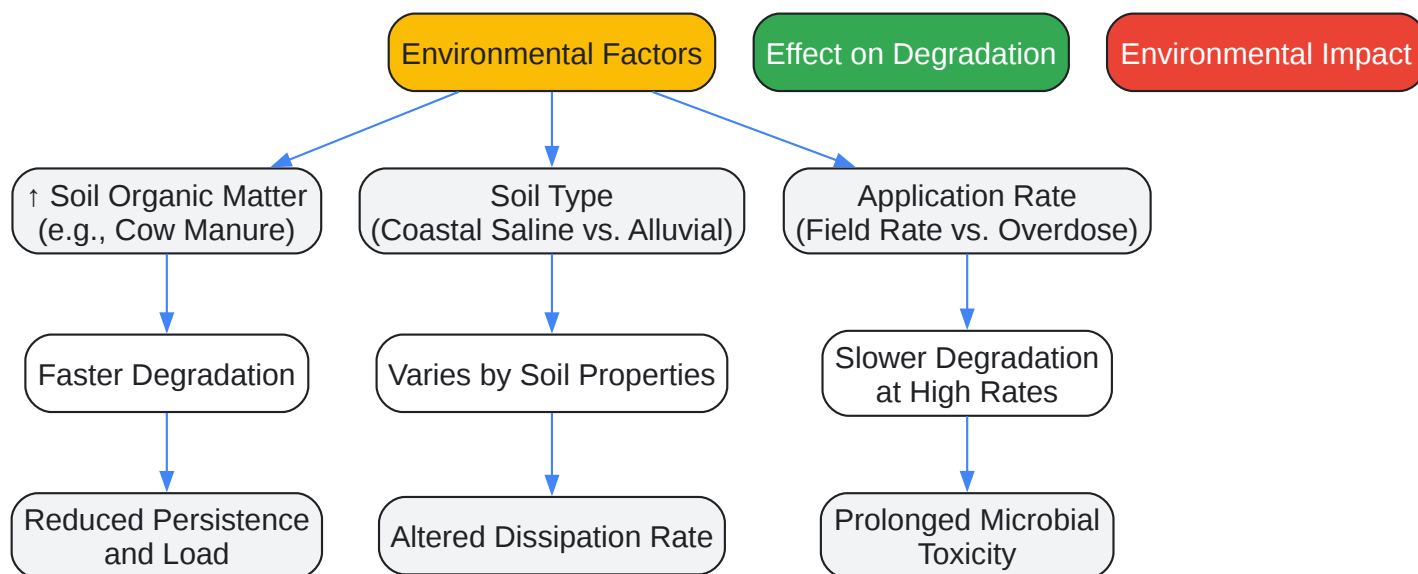 Environmental Factors
Effect on Degradation
Environmental Impact
↑ Soil Organic Matter
(e.g., Cow Manure)
Soil Type
(Coastal Saline vs. Alluvial)
Application Rate
(Field Rate vs. Overdose)
Faster Degradation
Varies by Soil Properties
Slower Degradation
at High Rates
Reduced Persistence
and Load
Altered Dissipation Rate
Prolonged Microbial
Toxicity